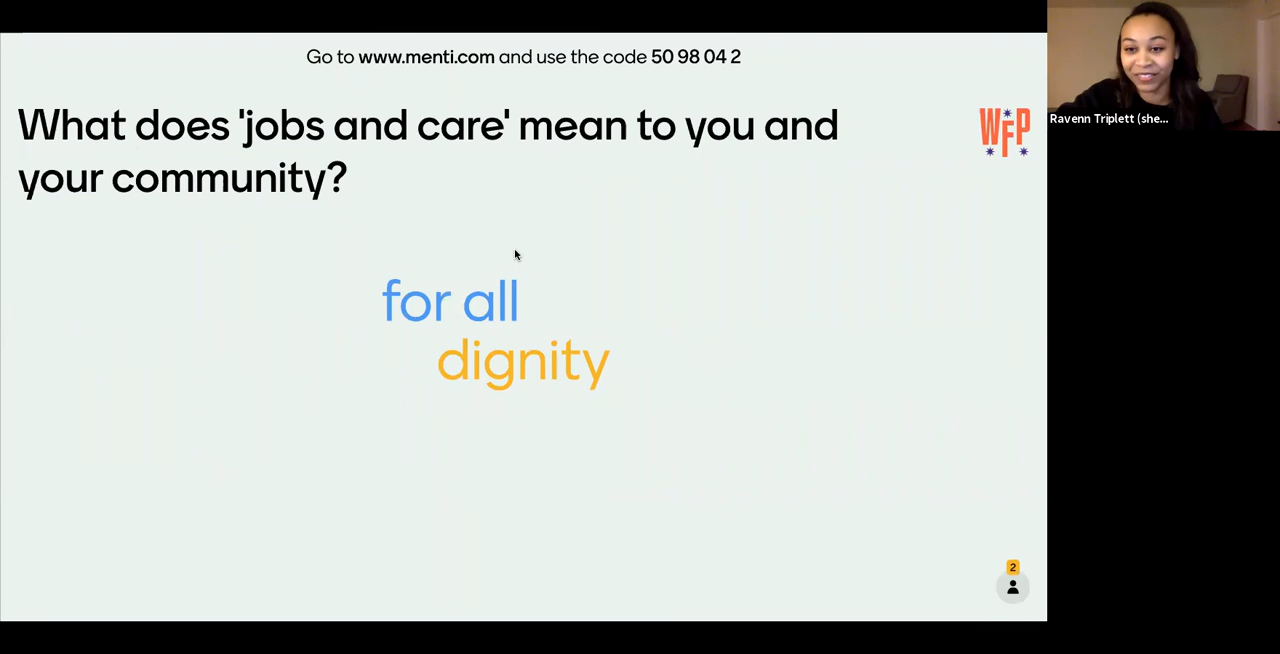 Go to www.menti.com and use the code 50 98 04 2
What does 'jobs and care' mean to you and
your community?
WFP
Ravenn Triplett (she...
for all
dignity
2